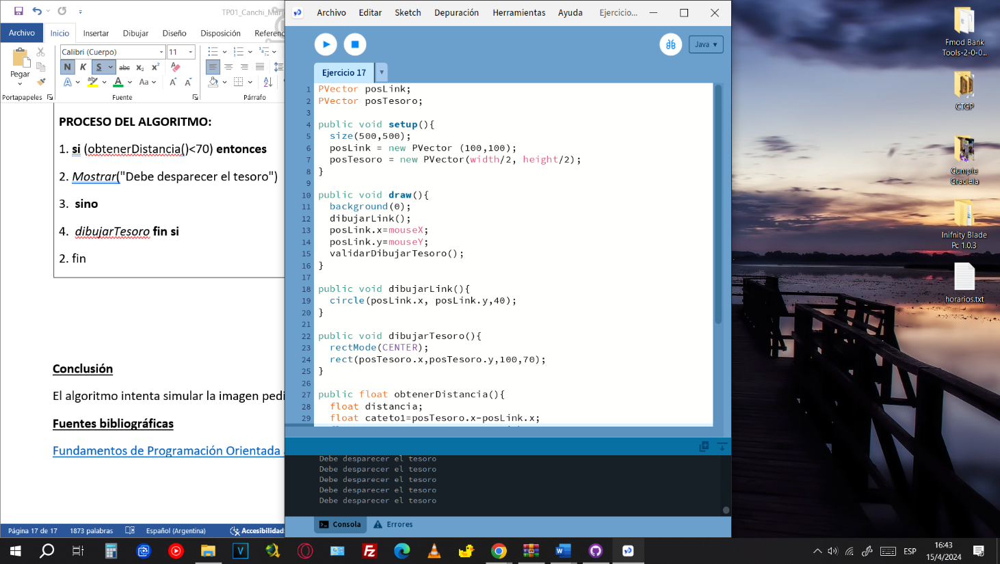 TP01_Canchi_Mar
Archivo
Inicio
Insertar
Dibujar
Diseño
Disposición
Referenc
Pegar
Calibri (Cuerpo)
11
N K S abc x₂ x²
A A Aa A A
Portapapeles
Fuente
Párrafo
PROCESO DEL ALGORITMO:
1. si (obtenerDistancia()<70) entonces
2. Mostrar("Debe desparecer el tesoro")
3. sino
4. dibujarTesoro fin si
2. fin
Conclusión
El algoritmo intenta simular la imagen pedi
Fuentes bibliográficas
Fundamentos de Programación Orientada
Página 17 de 17
1873 palabras
Español (Argentina)
Accesibilidad
Archivo
Editar
Sketch
Depuración
Herramientas
Ayuda
Ejercicio...
Java
Ejercicio 17
1 PVector posLink;
2 PVector posTesoro;
3
4 public void setup(){
5 size(500,500);
6 posLink = new PVector (100,100);
7 posTesoro = new PVector(width/2, height/2);
8 }
9
10 public void draw(){
11 background(0);
12 dibujarLink();
13 posLink.x=mouseX;
14 posLink.y=mouseY;
15 validarDibujarTesoro();
16 }
17
18 public void dibujarLink(){
19 circle(posLink.x, posLink.y,40);
20 }
21
22 public void dibujarTesoro(){
23 rectMode(CENTER);
24 rect(posTesoro.x,posTesoro.y,100,70);
25 }
26
27 public float obtenerDistancia(){
28 float distancia;
29 float cateto1=posTesoro.x-posLink.x;
Debe desparecer el tesoro
Debe desparecer el tesoro
Debe desparecer el tesoro
Debe desparecer el tesoro
Debe desparecer el tesoro
Consola
Errores
Fmod Bank
Tools-2-0-0...
CTGP
Cumple
Graciela
Inifnity Blade
Pc 1.0.3
horarios.txt
ESP
16:43
15/4/2024